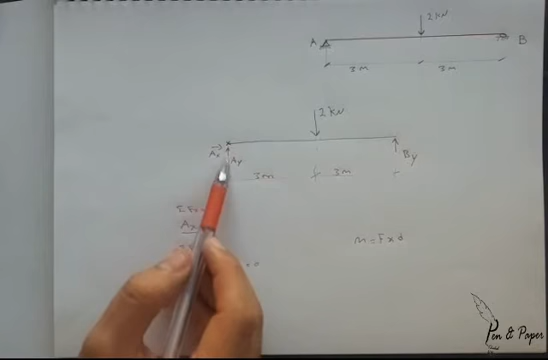 2 kN
A B
3m 3m
2 kN
Ax Ay By
3m 3m
m = F x d
Pen & Paper